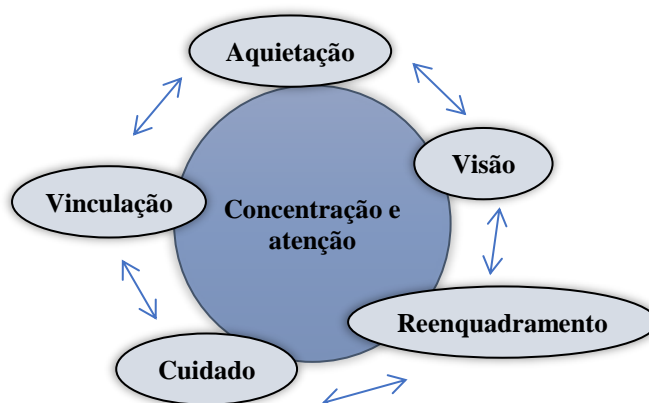 Aquietação
Visão
Vinculação
Concentração e
atenção
Reenquadramento
Cuidado